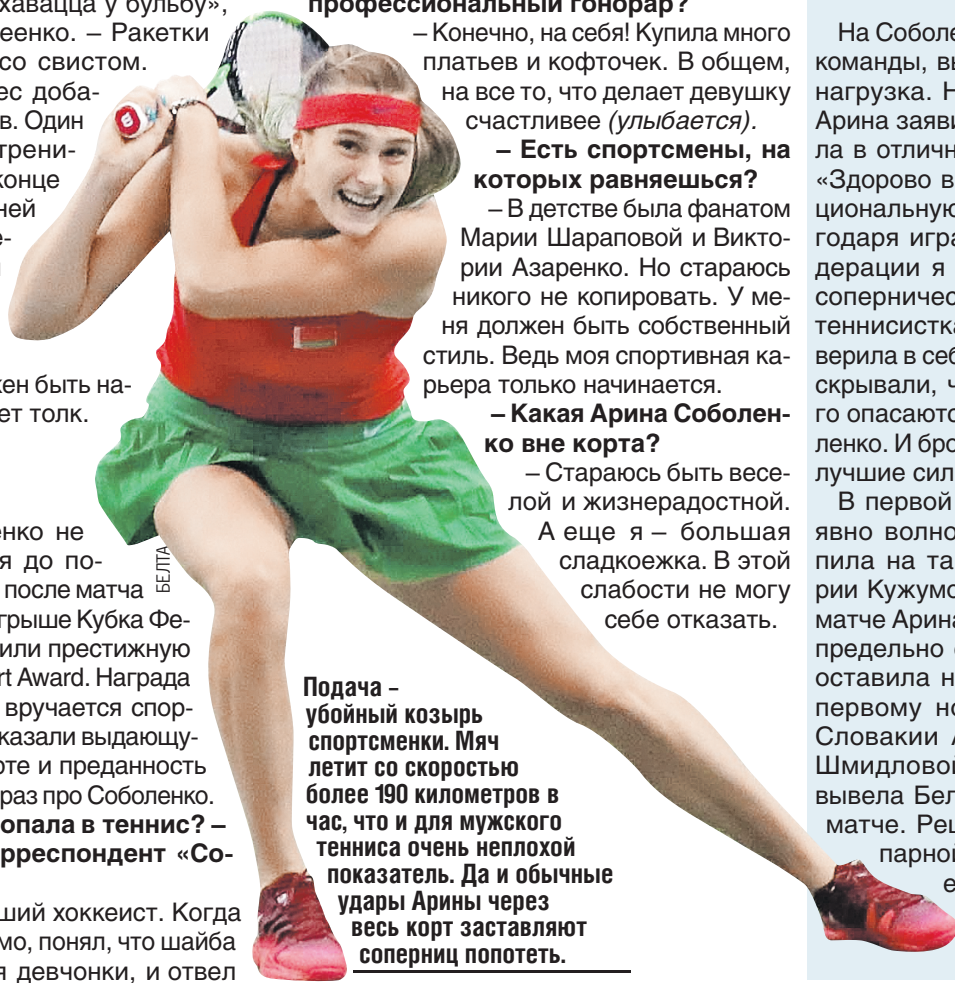 хавацца у бульбу»,
еенко. – Ракетки
со свистом.
ес доба-
в. Один
трени-
конце
ней
е-
жен быть на-
ет толк.
енко не
я до по-
после матча
грыше Кубка Фе-
или престижную
rt Award. Награда
вручается спор-
казали выдающу-
оте и преданность
раз про Соболенко.
опала в теннис? –
рреспондент «Со-
ший хоккеист. Когда
мо, понял, что шайба
я девчонки, и отвел
БЕЛТА
профессиональный гонорар?
– Конечно, на себя! Купила много
платьев и кофточек. В общем,
на все то, что делает девушку
счастливее (улыбается).
– Есть спортсмены, на
которых равняешься?
– В детстве была фанатом
Марии Шараповой и Викто-
рии Азаренко. Но стараюсь
никого не копировать. У ме-
ня должен быть собственный
стиль. Ведь моя спортивная ка-
рьера только начинается.
– Какая Арина Соболен-
ко вне корта?
– Стараюсь быть весе-
лой и жизнерадостной.
А еще я – большая
сладкоежка. В этой
слабости не могу
себе отказать.
Подача –
убойный козырь
спортсменки. Мяч
летит со скоростью
более 190 километров в
час, что и для мужского
тенниса очень неплохой
показатель. Да и обычные
удары Арины через
весь корт заставляют
соперниц попотеть.
На Соболе
команды, вы
нагрузка. Н
Арина заяви
ла в отличн
«Здорово в
циональную
годаря игра
дерации я
соперничес
теннисистка
верила в себ
скрывали, ч
го опасаютс
ленко. И бро
лучшие сил
В первой
явно волно
пила на та
рии Кужмо
матче Арина
предельно
оставила н
первому но
Словакии А
Шмидловой
вывела Бел
матче. Реш
парной
е